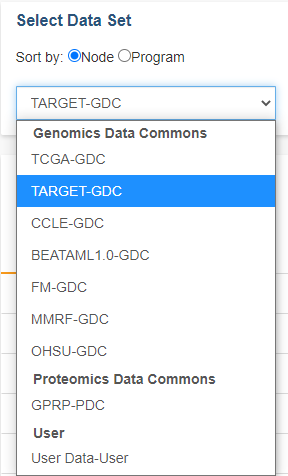 Select Data Set
Sort by: Node Program
TARGET-GDC
Genomics Data Commons
TCGA-GDC
TARGET-GDC
CCLE-GDC
BEATAML1.0-GDC
FM-GDC
MMRF-GDC
OHSU-GDC
Proteomics Data Commons
GPRP-PDC
User
User Data-User